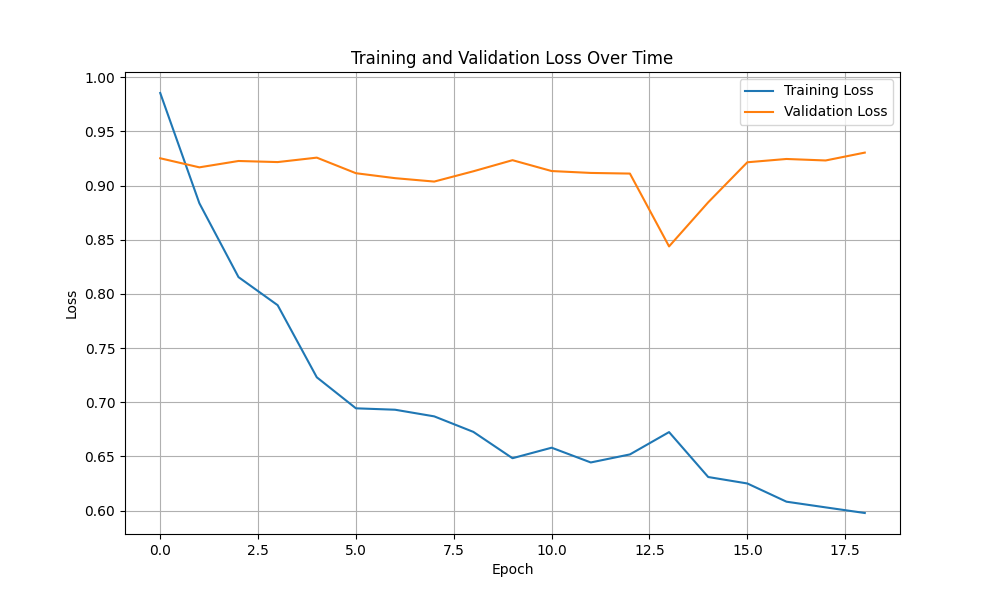 Training and Validation Loss Over Time
Training Loss
Validation Loss
1.00
0.95
0.90
0.85
0.80
0.75
0.70
0.65
0.60
Loss
0.0 2.5 5.0 7.5 10.0 12.5 15.0 17.5
Epoch